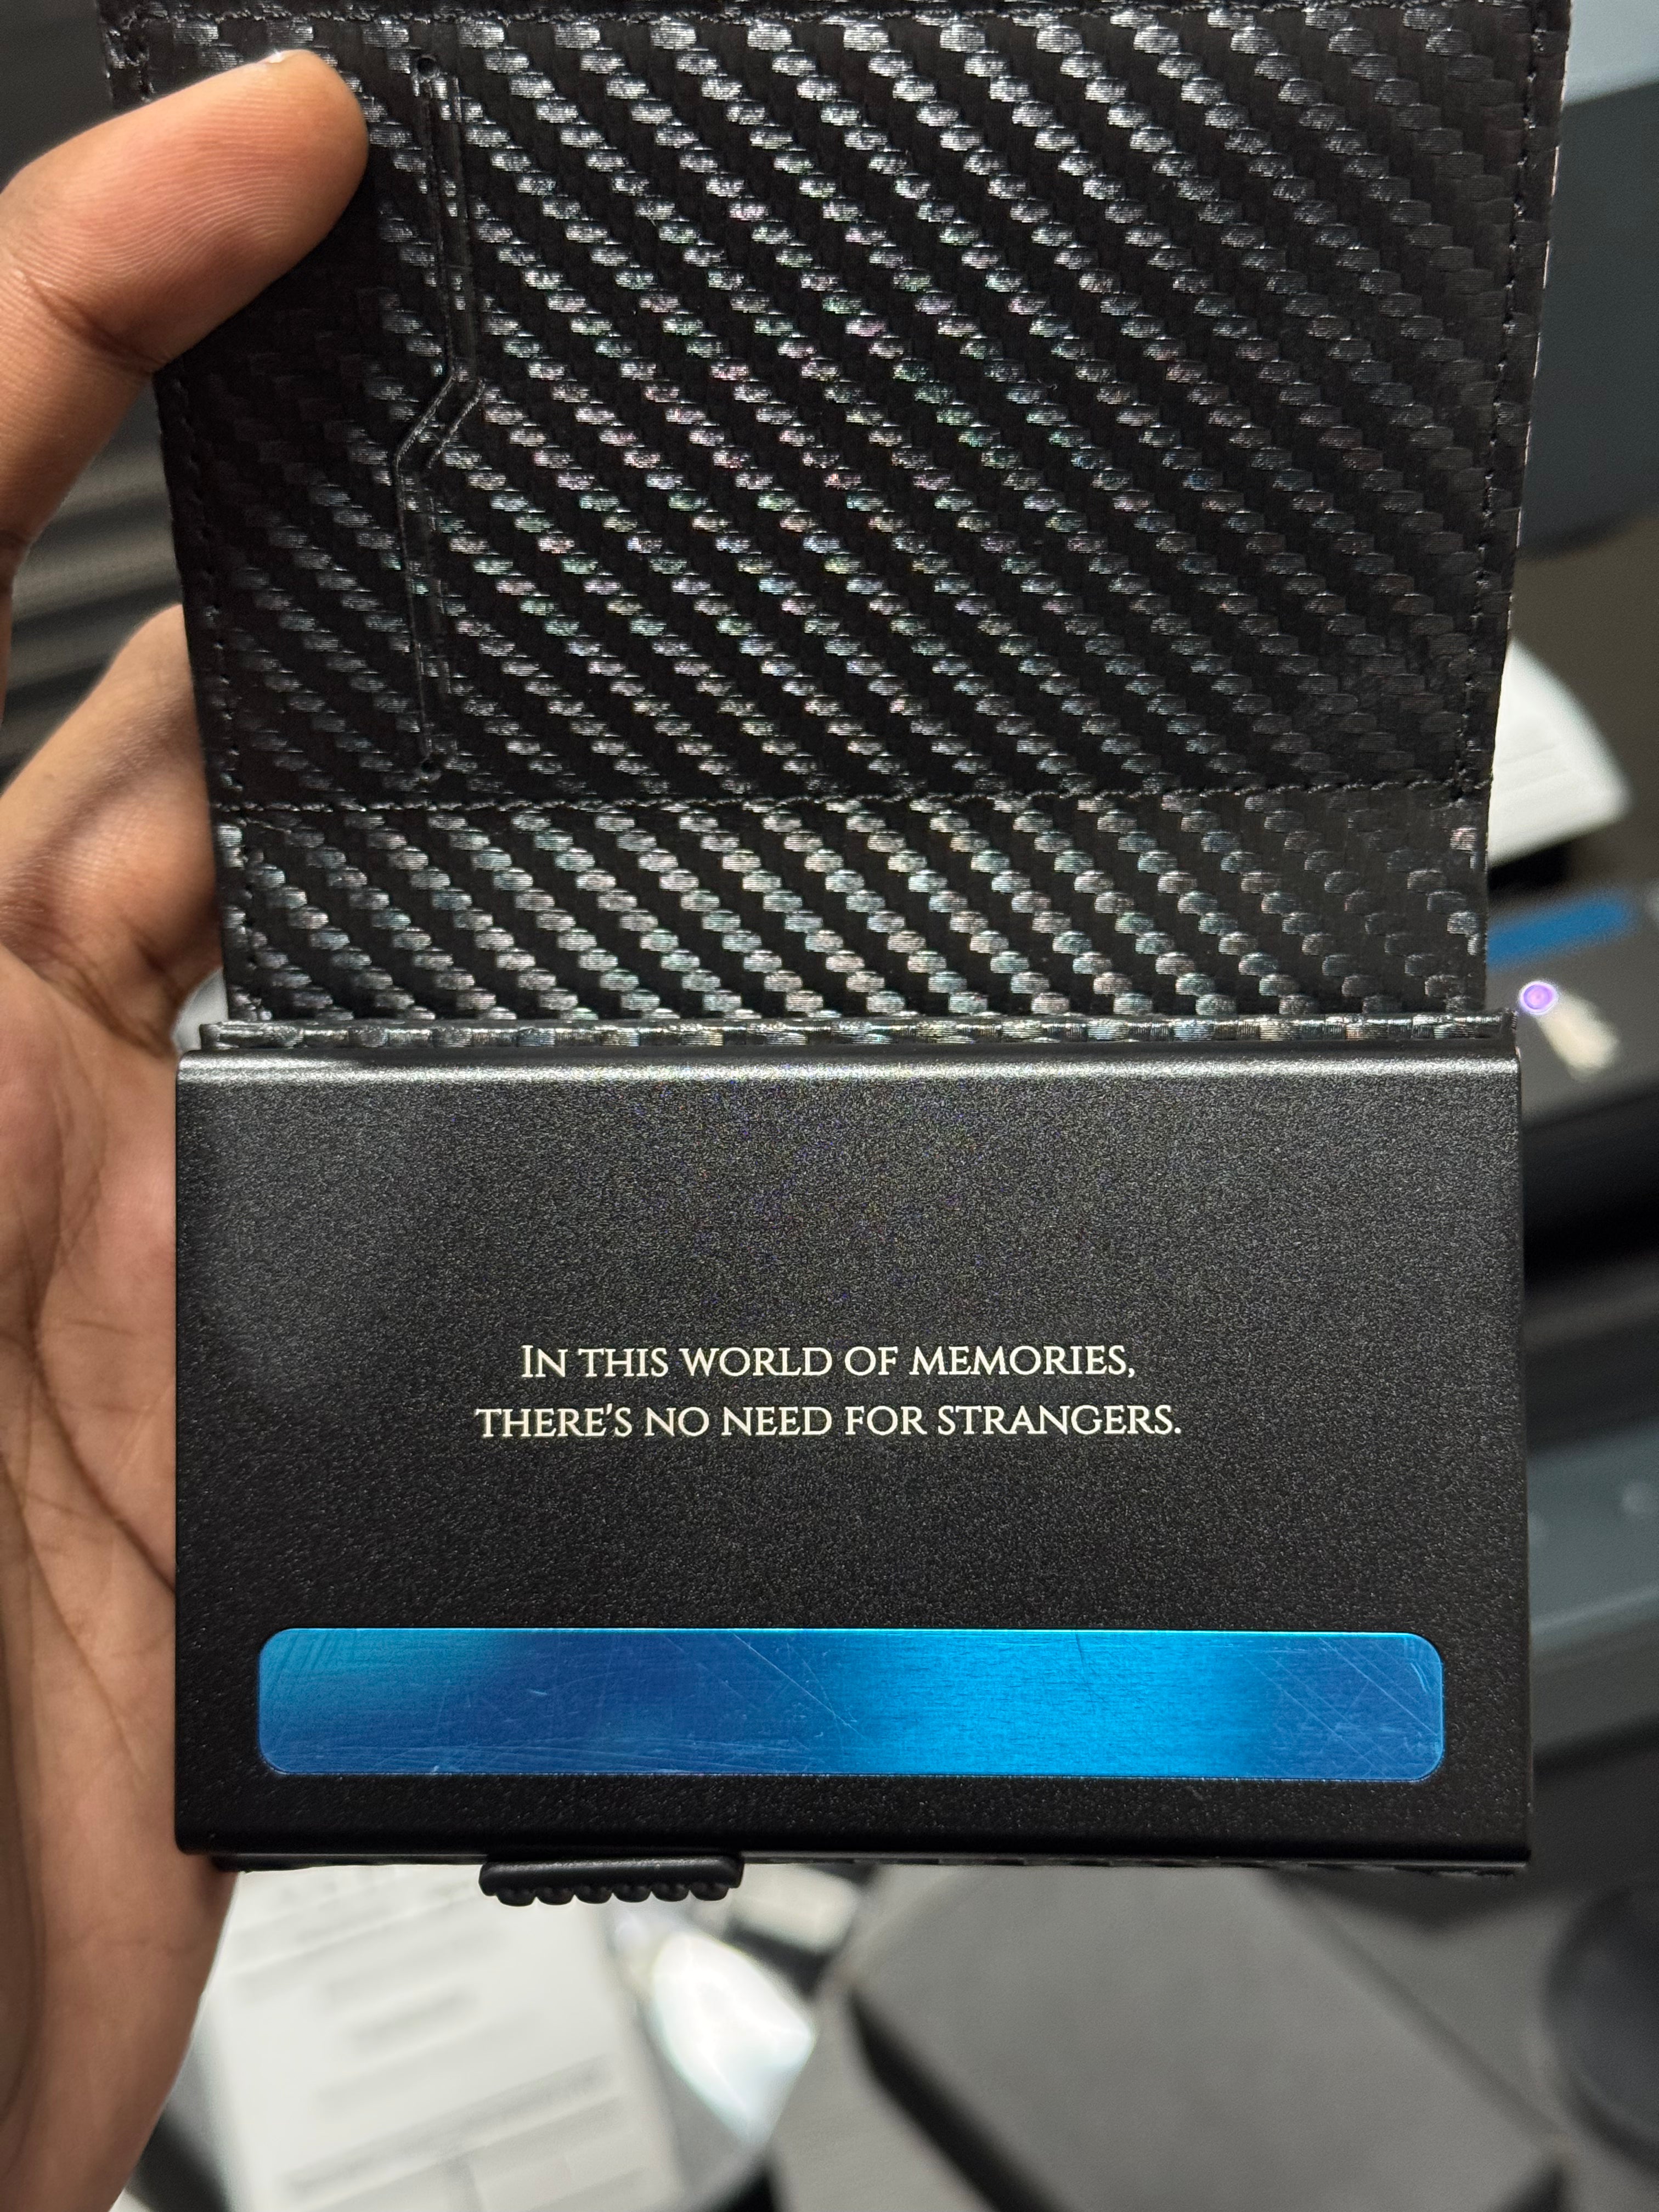 In this world of memories,
there's no need for strangers.